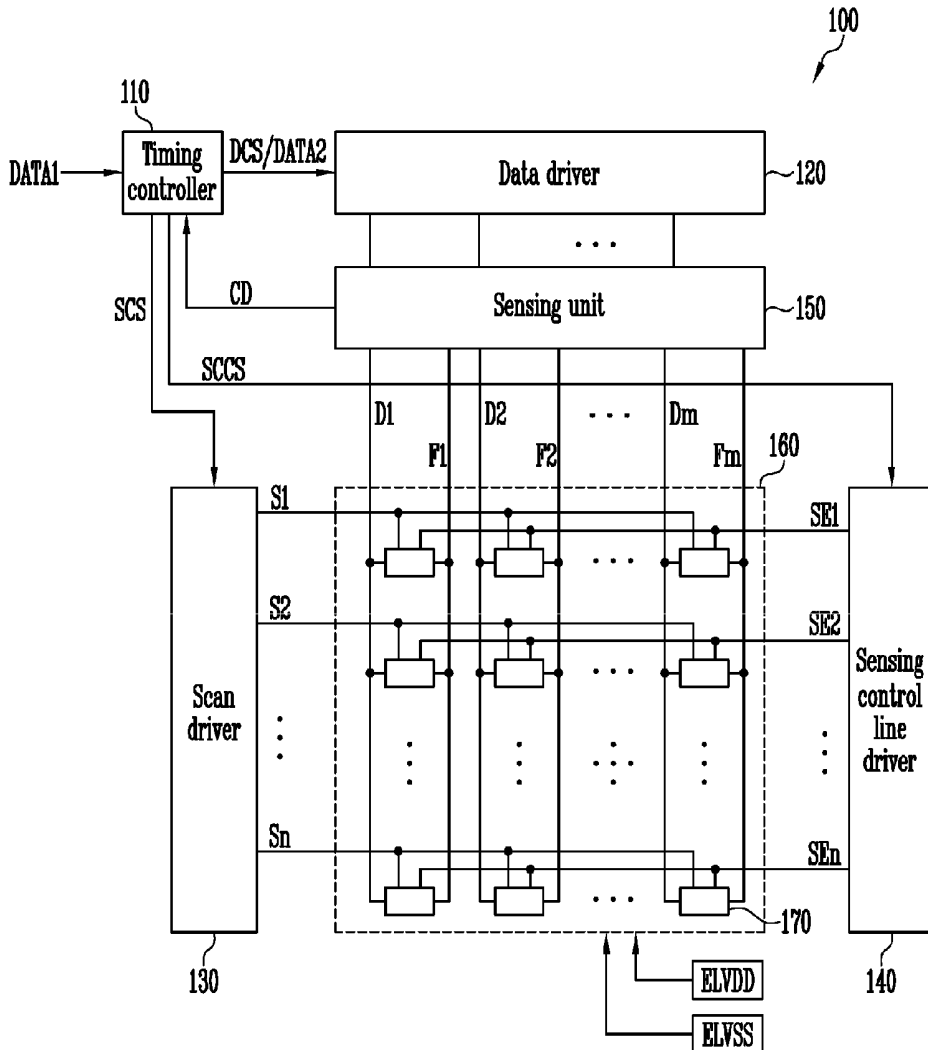 100
110
Timing
controller
DATA1
DCS/DATA2
Data driver
120
SCS
CD
Sensing unit
150
SCCS
D1
D2
Dm
F1
F2
Fm
160
S1
SE1
S2
SE2
Scan
driver
Sensing
control
line
driver
Sn
SEn
170
130
140
ELVDD
ELVSS